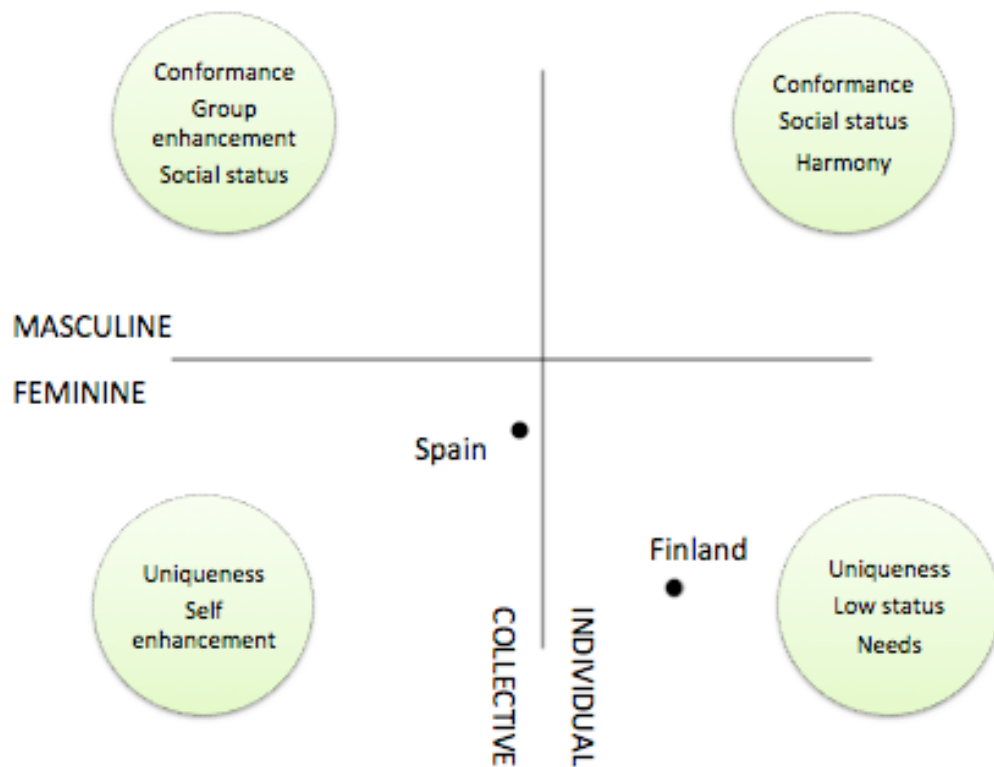 Conformance
Group
enhancement
Social status
Conformance
Social status
Harmony
MASCULINE
FEMININE
Spain
Finland
Uniqueness
Self
enhancement
COLLECTIVE
INDIVIDUAL
Uniqueness
Low status
Needs